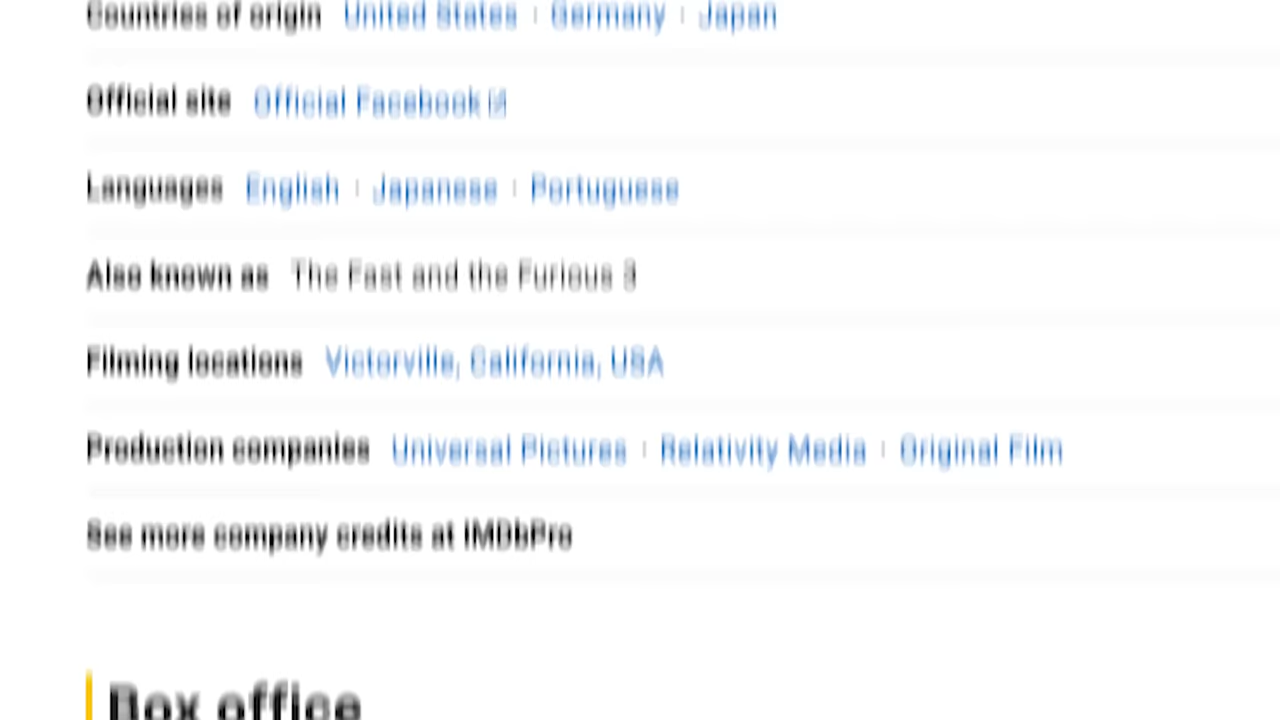 Countries of origin United States Germany Japan
Official site Official Facebook
Languages English Japanese Portuguese
Also known as The Fast and the Furious 3
Filming locations Victorville, California, USA
Production companies Universal Pictures Relativity Media Original Film
See more company credits at IMDbPro
Box office